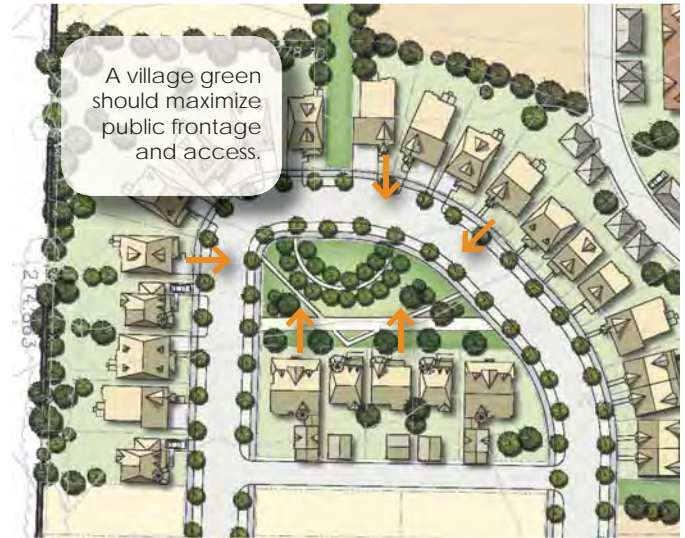 A village green
should maximize
public frontage
and access.